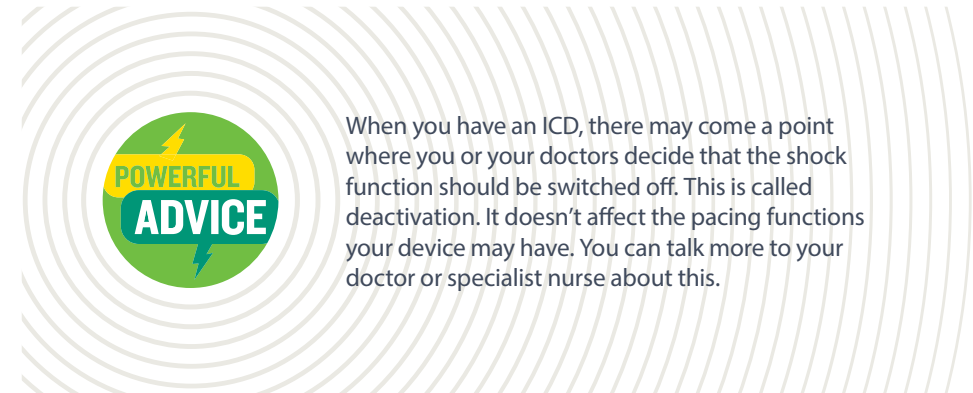 POWERFUL
ADVICE
When you have an ICD, there may come a point
where you or your doctors decide that the shock
function should be switched off. This is called
deactivation. It doesn’t affect the pacing functions
your device may have. You can talk more to your
doctor or specialist nurse about this.